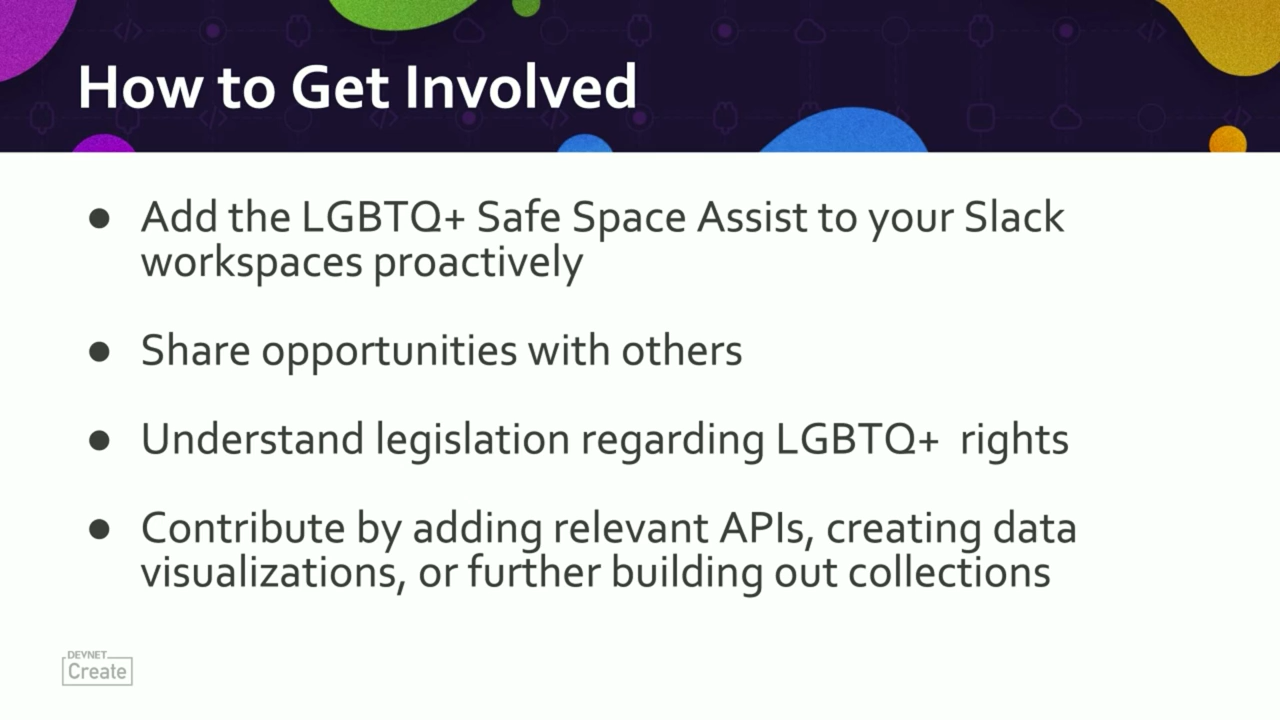 How to Get Involved
● Add the LGBTQ+ Safe Space Assist to your Slack
workspaces proactively
● Share opportunities with others
● Understand legislation regarding LGBTQ+  rights
● Contribute by adding relevant APIs, creating data
visualizations, or further building out collections
DEVNET
Create